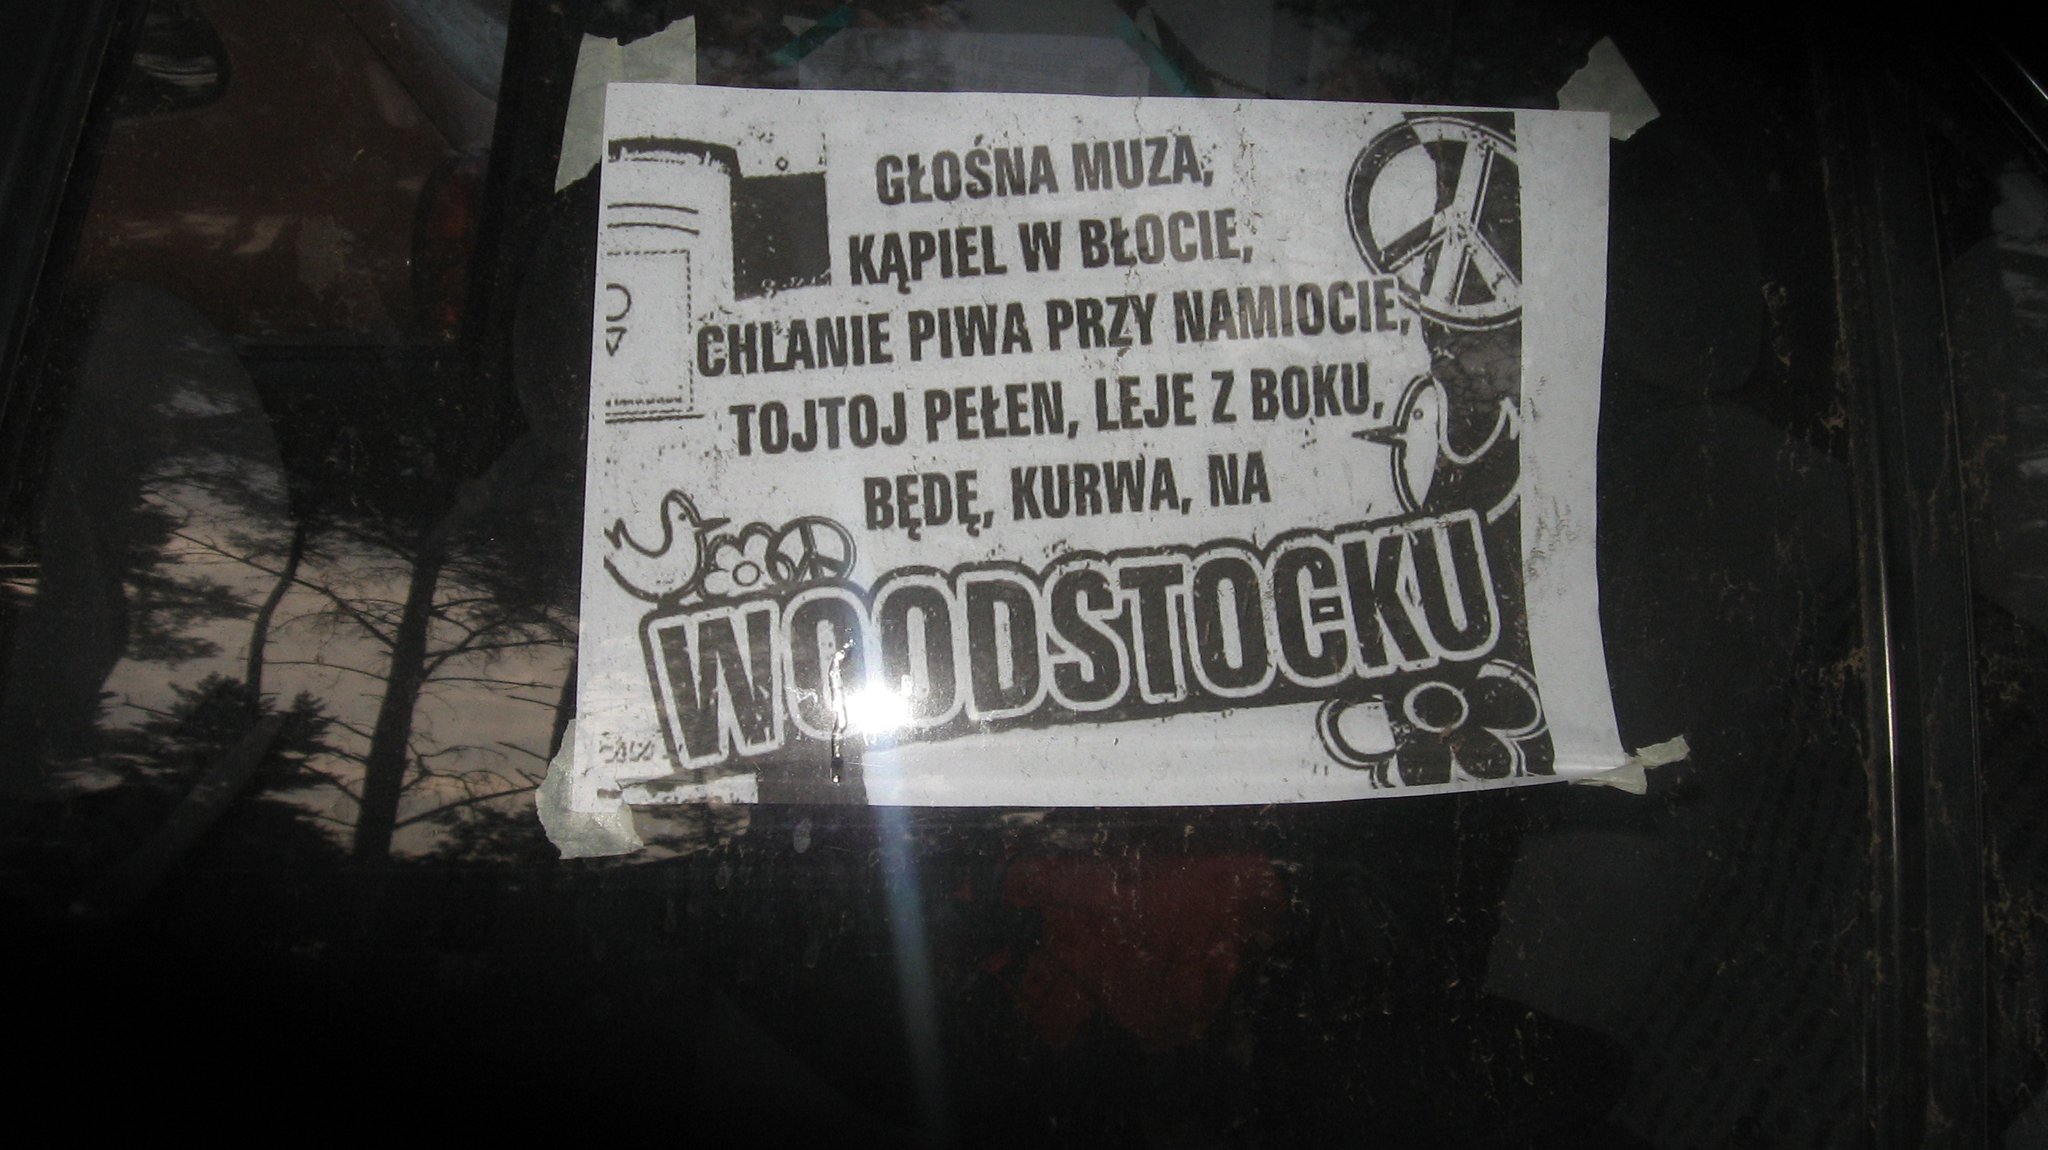 GŁOŚNA MUZA,
KĄPIEL W BŁOCIE,
CHLANIE PIWA PRZY NAMIOCIE,
TOJTOJ PEŁEN, LEJE Z BOKU,
BĘDĘ, KURWA, NA
WOODSTOCKU